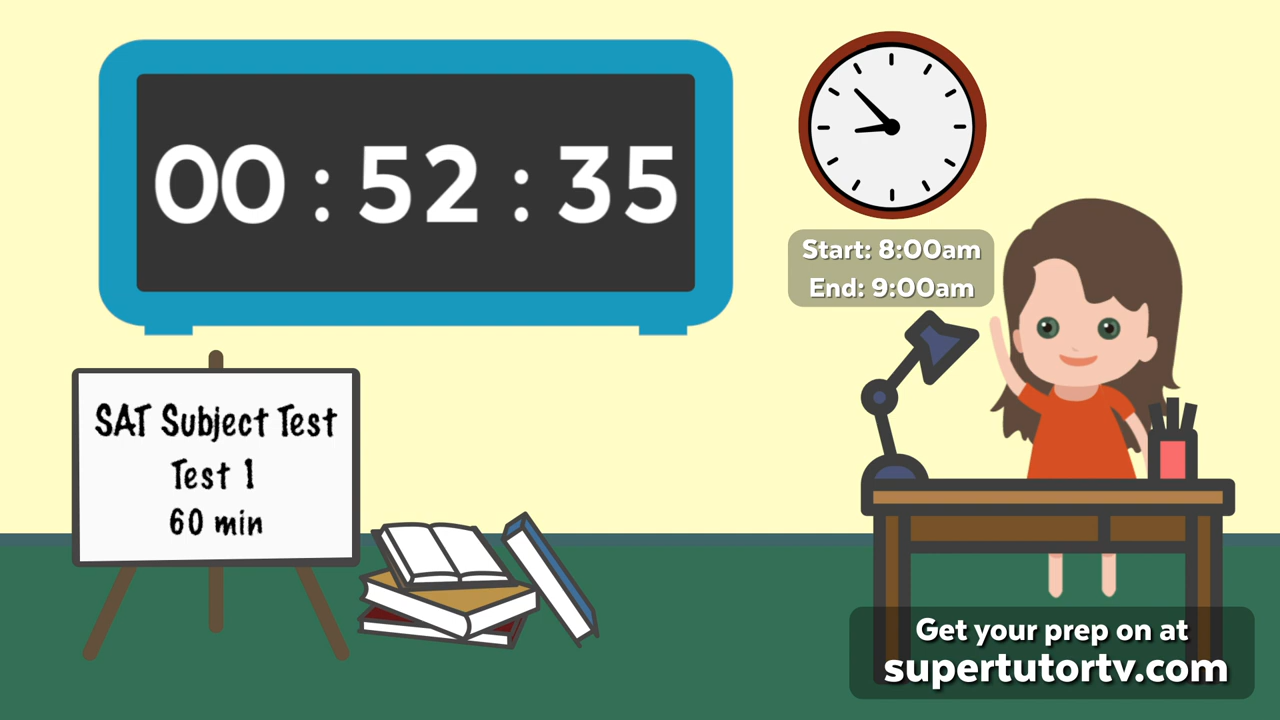 00 : 52 : 35
Start: 8:00am
End: 9:00am
SAT Subject Test
Test 1
60 min
Get your prep on at
supertutortv.com